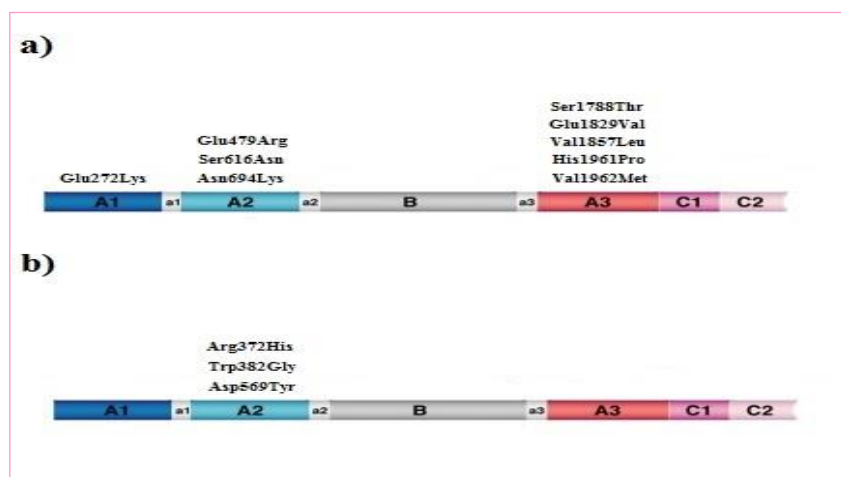 a)
Ser1788Thr
Glu1829Val
Glu479Arg
Val1857Leu
Ser616Asn
His1961Pro
Glu272Lys
Asn694Lys
Val1962Met
A1 a1 A2 a2 B a3 A3 C1 C2
b)
Arg372His
Trp382Gly
Asp569Tyr
A1 a1 A2 a2 B a3 A3 C1 C2